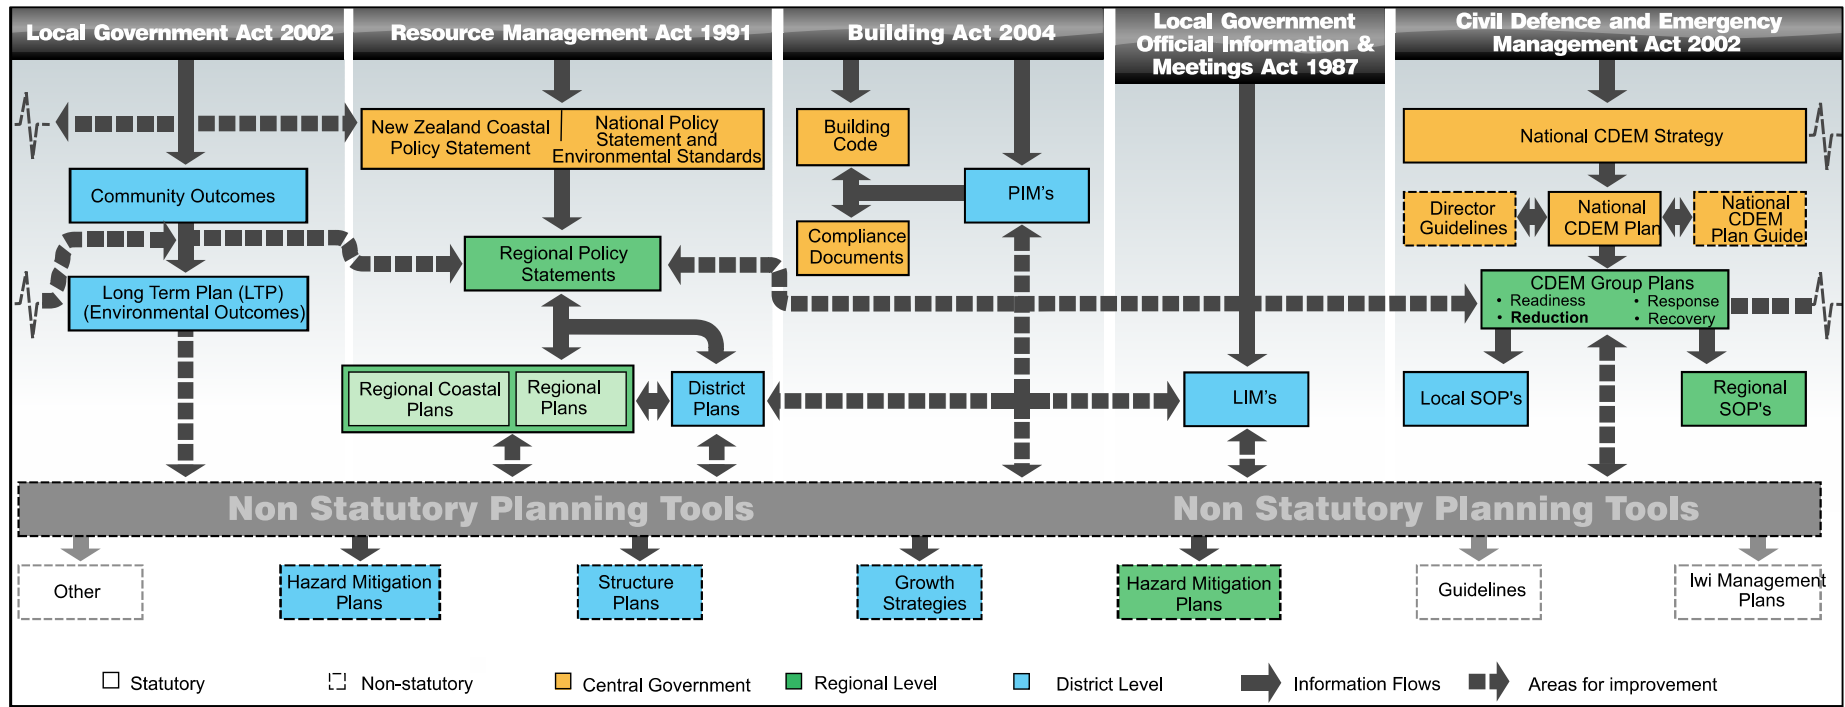 Local Government Act 2002
Resource Management Act 1991
Building Act 2004
Local Government
Official Information &
Meetings Act 1987
Civil Defence and Emergency
Management Act 2002
New Zealand Coastal
Policy Statement
National Policy
Statement and
Environmental Standards
Building
Code
National CDEM Strategy
Community Outcomes
PIM's
Director
Guidelines
National
CDEM Plan
National
CDEM
Plan Guide
Regional Policy
Statements
Compliance
Documents
Long Term Plan (LTP)
(Environmental Outcomes)
CDEM Group Plans
• Readiness
• Response
• Reduction
• Recovery
Regional Coastal
Plans
Regional
Plans
District
Plans
LIM's
Local SOP's
Regional
SOP's
Non Statutory Planning Tools
Non Statutory Planning Tools
Other
Hazard Mitigation
Plans
Structure
Plans
Growth
Strategies
Hazard Mitigation
Plans
Guidelines
Iwi Management
Plans
Statutory
Non-statutory
Central Government
Regional Level
District Level
Information Flows
Areas for improvement